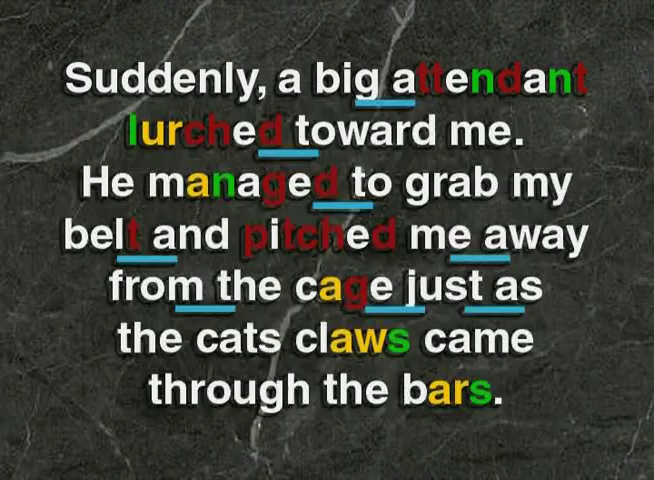 Suddenly, a big attendant
lurched toward me.
He managed to grab my
belt and pitched me away
from the cage just as
the cats claws came
through the bars.